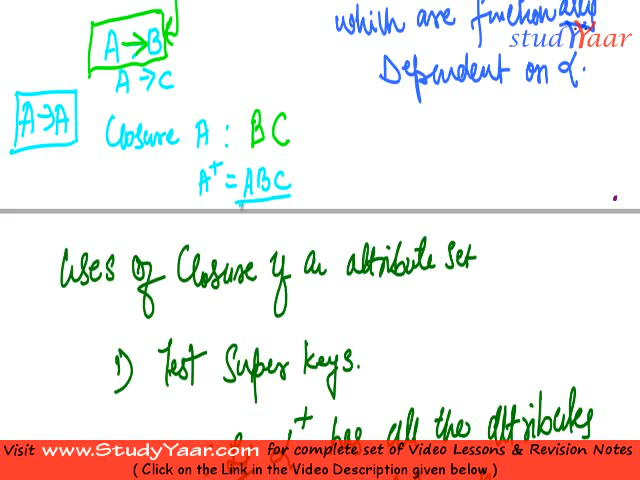 A→B
A→C
A→A
Closure A : BC
A⁺ = ABC
which are functionally
Dependent on α.
studYYaar
Uses of Closure of an attribute set
1) Test Super Keys.
α⁺ has all the attributes
Visit www.StudyYaar.com for complete set of Video Lessons & Revision Notes
( Click on the Link in the Video Description given below )